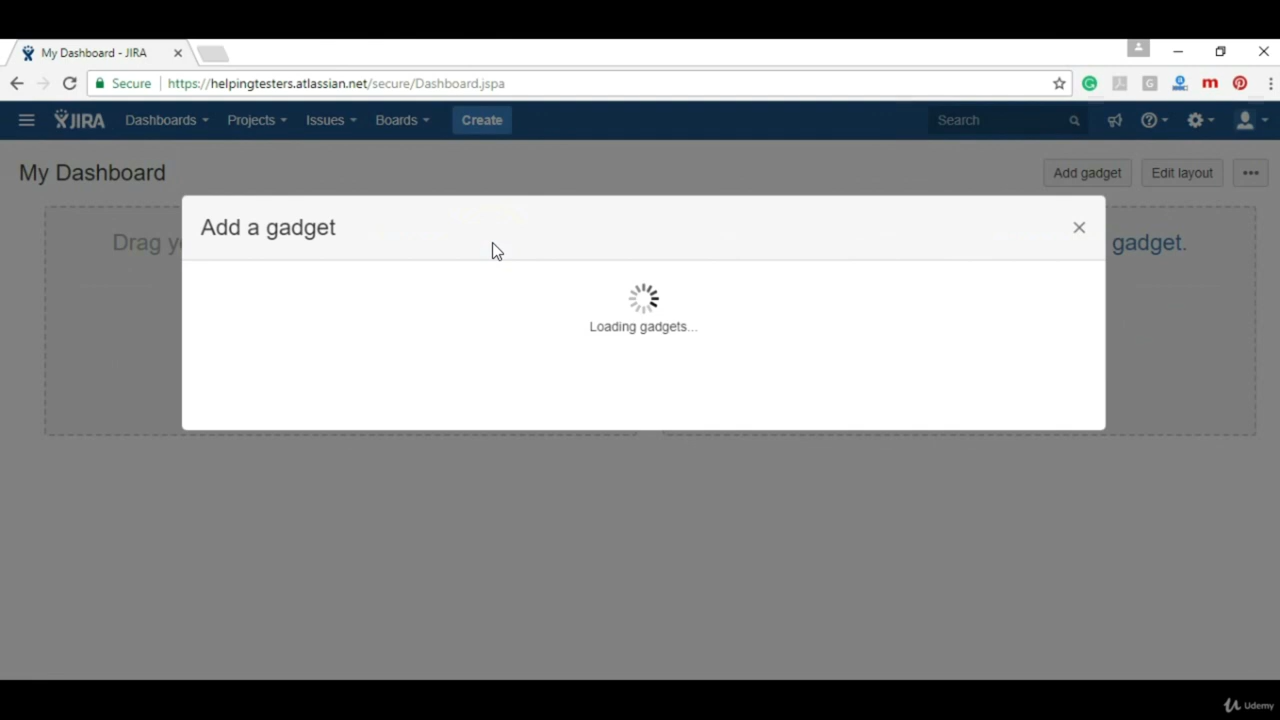 My Dashboard - JIRA
Secure https://helpingtesters.atlassian.net/secure/Dashboard.jspa
JIRA Dashboards Projects Issues Boards Create Search
My Dashboard Add gadget Edit layout
Add a gadget
Drag gadget.
Loading gadgets...
Udemy